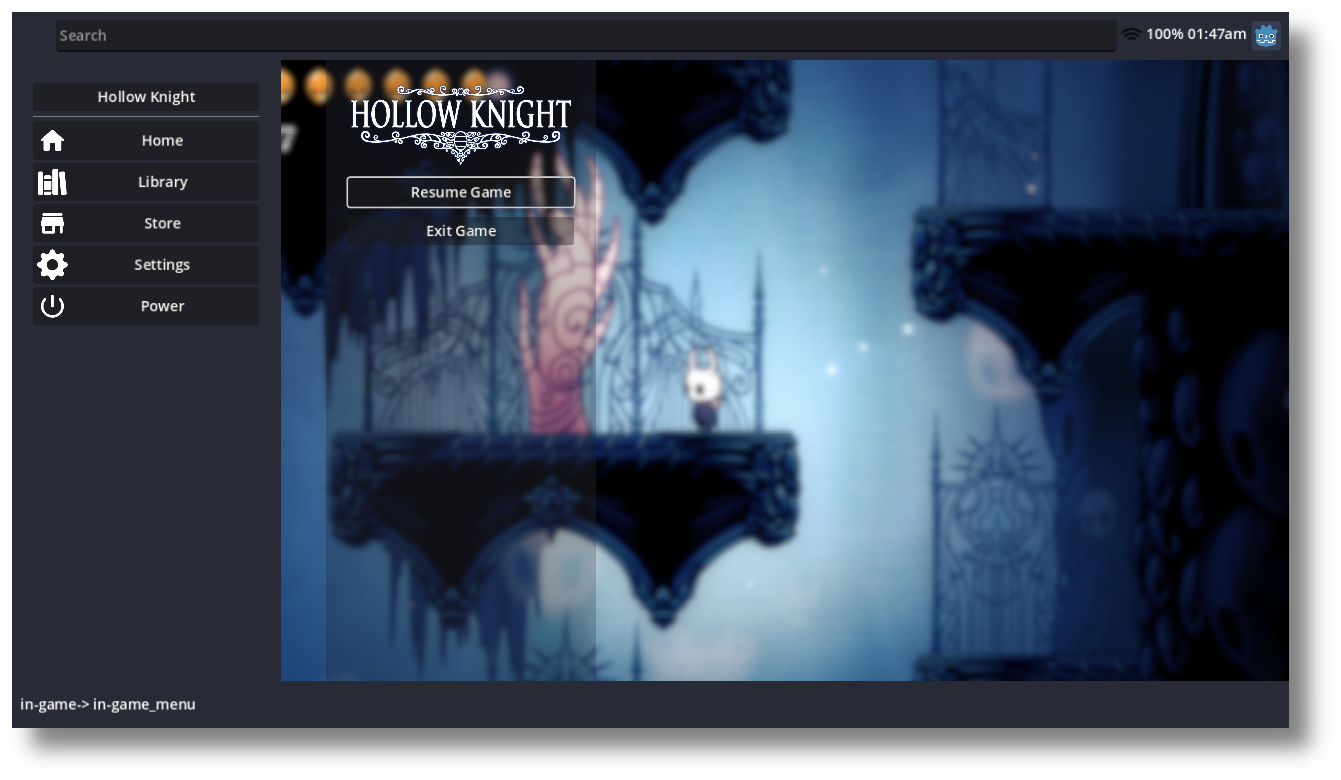 Search
100% 01:47am
Hollow Knight
Home
Library
Store
Settings
Power
HOLLOW KNIGHT
Resume Game
Exit Game
in-game-> in-game_menu